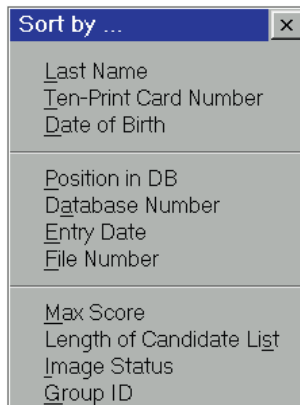 Sort by ...
Last Name
Ten-Print Card Number
Date of Birth
Position in DB
Database Number
Entry Date
File Number
Max Score
Length of Candidate List
Image Status
Group ID